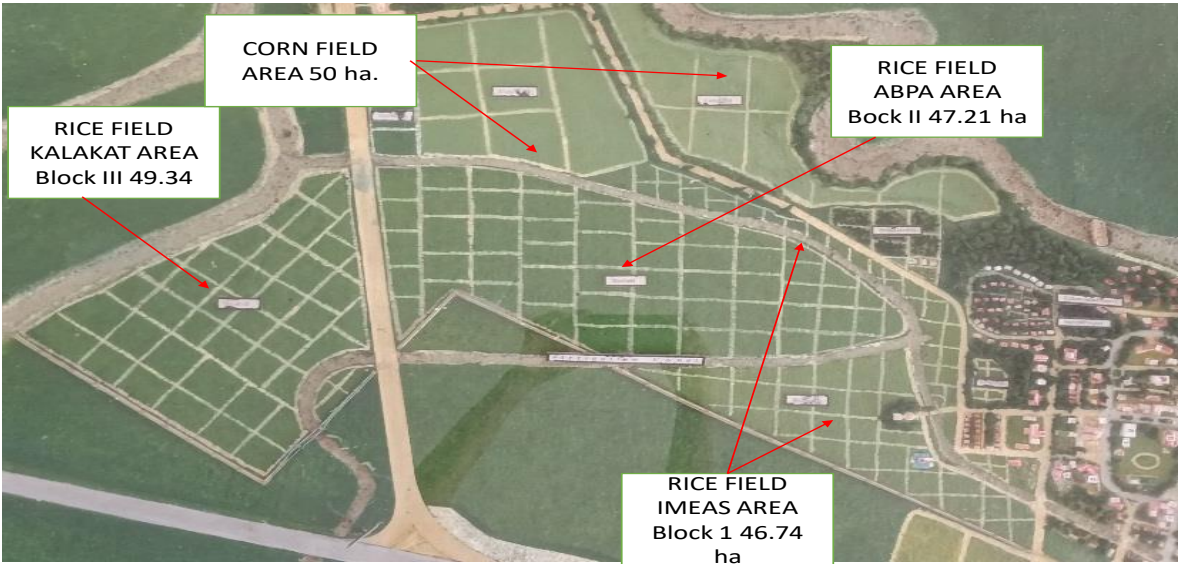 CORN FIELD
AREA 50 ha.
RICE FIELD
ABPA AREA
Bock II 47.21 ha
RICE FIELD
KALAKAT AREA
Block III 49.34
RICE FIELD
IMEAS AREA
Block 1 46.74
ha